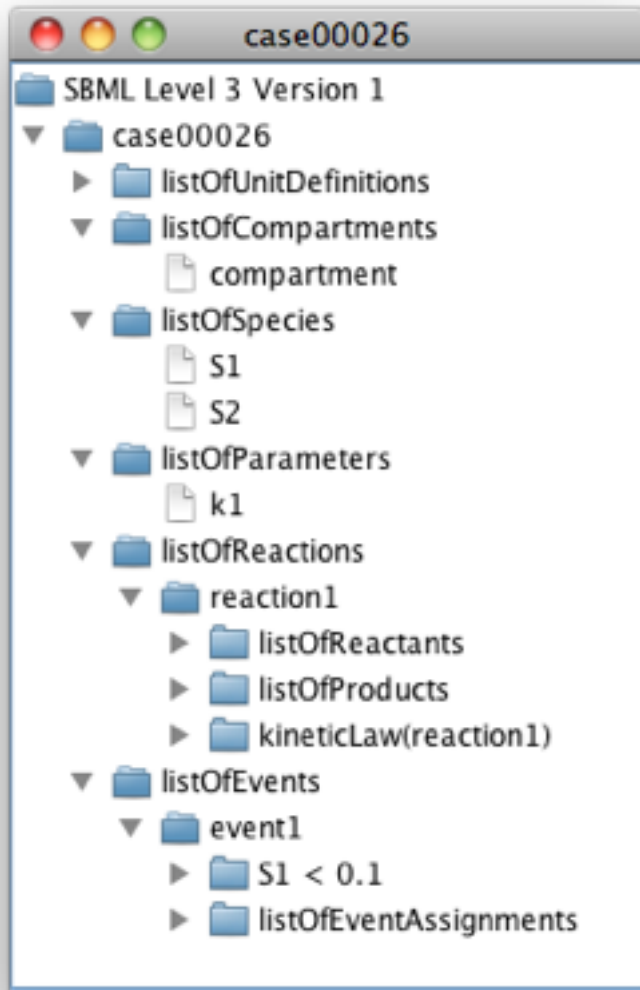 case00026
SBML Level 3 Version 1
case00026
listOfUnitDefinitions
listOfCompartments
compartment
listOfSpecies
S1
S2
listOfParameters
k1
listOfReactions
reaction1
listOfReactants
listOfProducts
kineticLaw(reaction1)
listOfEvents
event1
S1 < 0.1
listOfEventAssignments